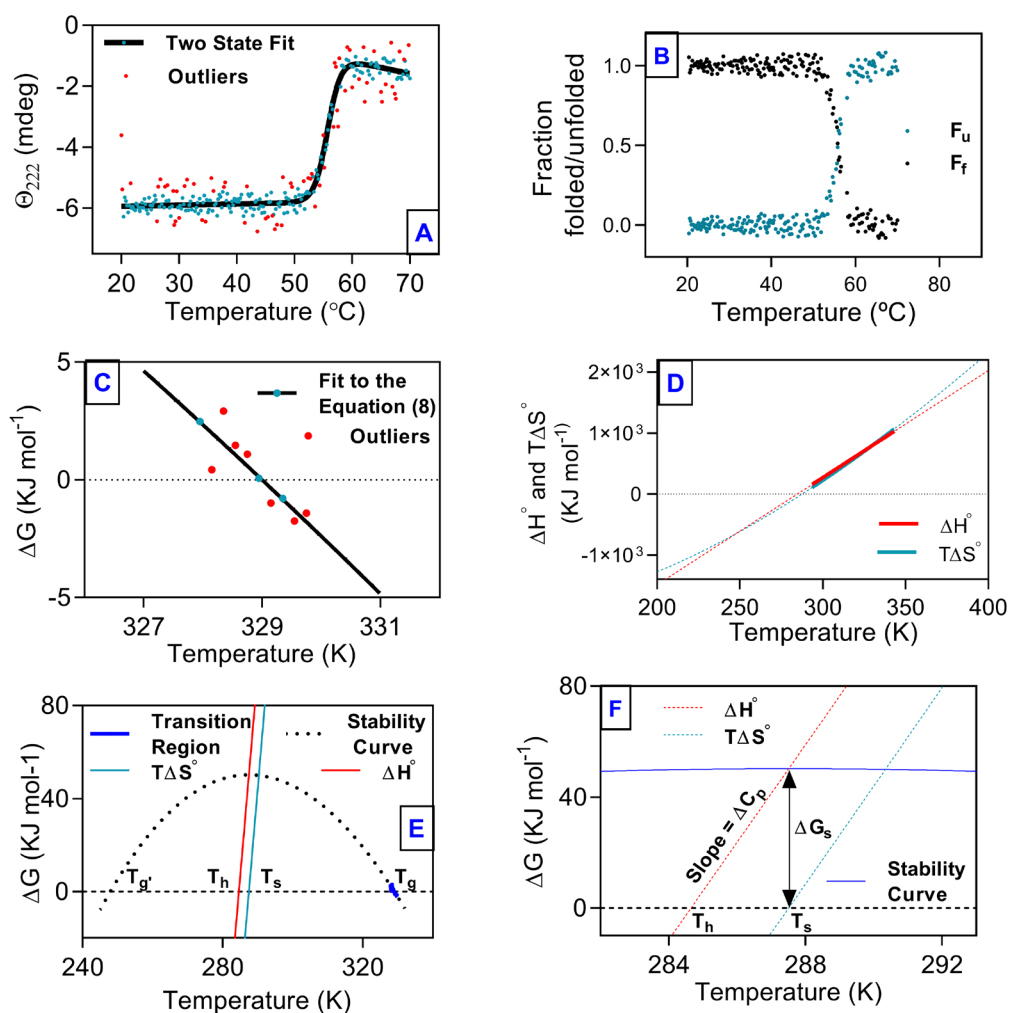 0
-2
-4
-6
Θ222 (mdeg)
Two State Fit
Outliers
A
20 30 40 50 60 70
Temperature (°C)
1.0
0.5
0.0
Fraction
folded/unfolded
B
Fu
Ff
20 40 60 80
Temperature (ºC)
5
0
-5
ΔG (KJ mol-1)
C
Fit to the
Equation (8)
Outliers
327 329 331
Temperature (K)
2×10³
1×10³
0
-1×10³
ΔH° and TΔS°
(KJ mol-1)
D
ΔH°
TΔS°
200 250 300 350 400
Temperature (K)
80
40
0
ΔG (KJ mol-1)
Transition
Region
Stability
Curve
TΔS°
ΔH°
E
Tg' Th Ts Tg
240 280 320
Temperature (K)
80
40
0
ΔG (KJ mol-1)
F
ΔH°
TΔS°
Slope = ΔCp
ΔGs
Stability
Curve
Th Ts
284 288 292
Temperature (K)